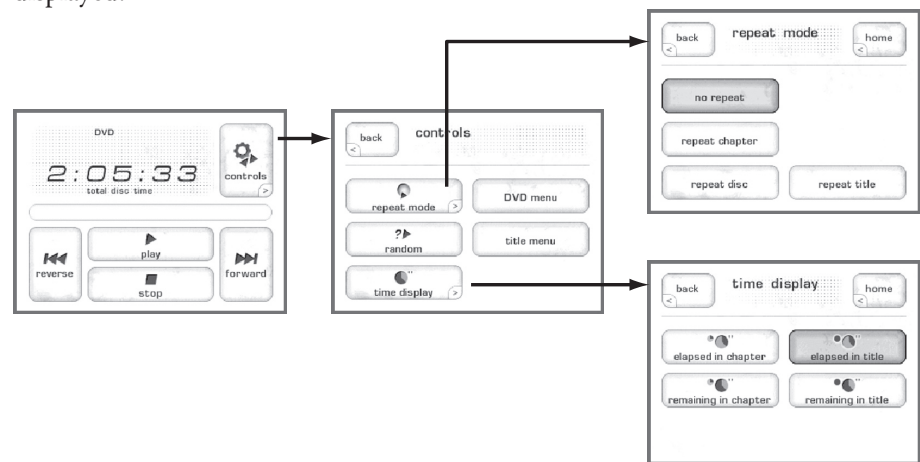 displayed.
DVD
2:05:33
total disc time
controls
reverse
play
stop
forward
back
controls
repeat mode
DVD menu
?
random
title menu
time display
back
repeat mode
home
no repeat
repeat chapter
repeat disc
repeat title
back
time display
home
elapsed in chapter
elapsed in title
remaining in chapter
remaining in title